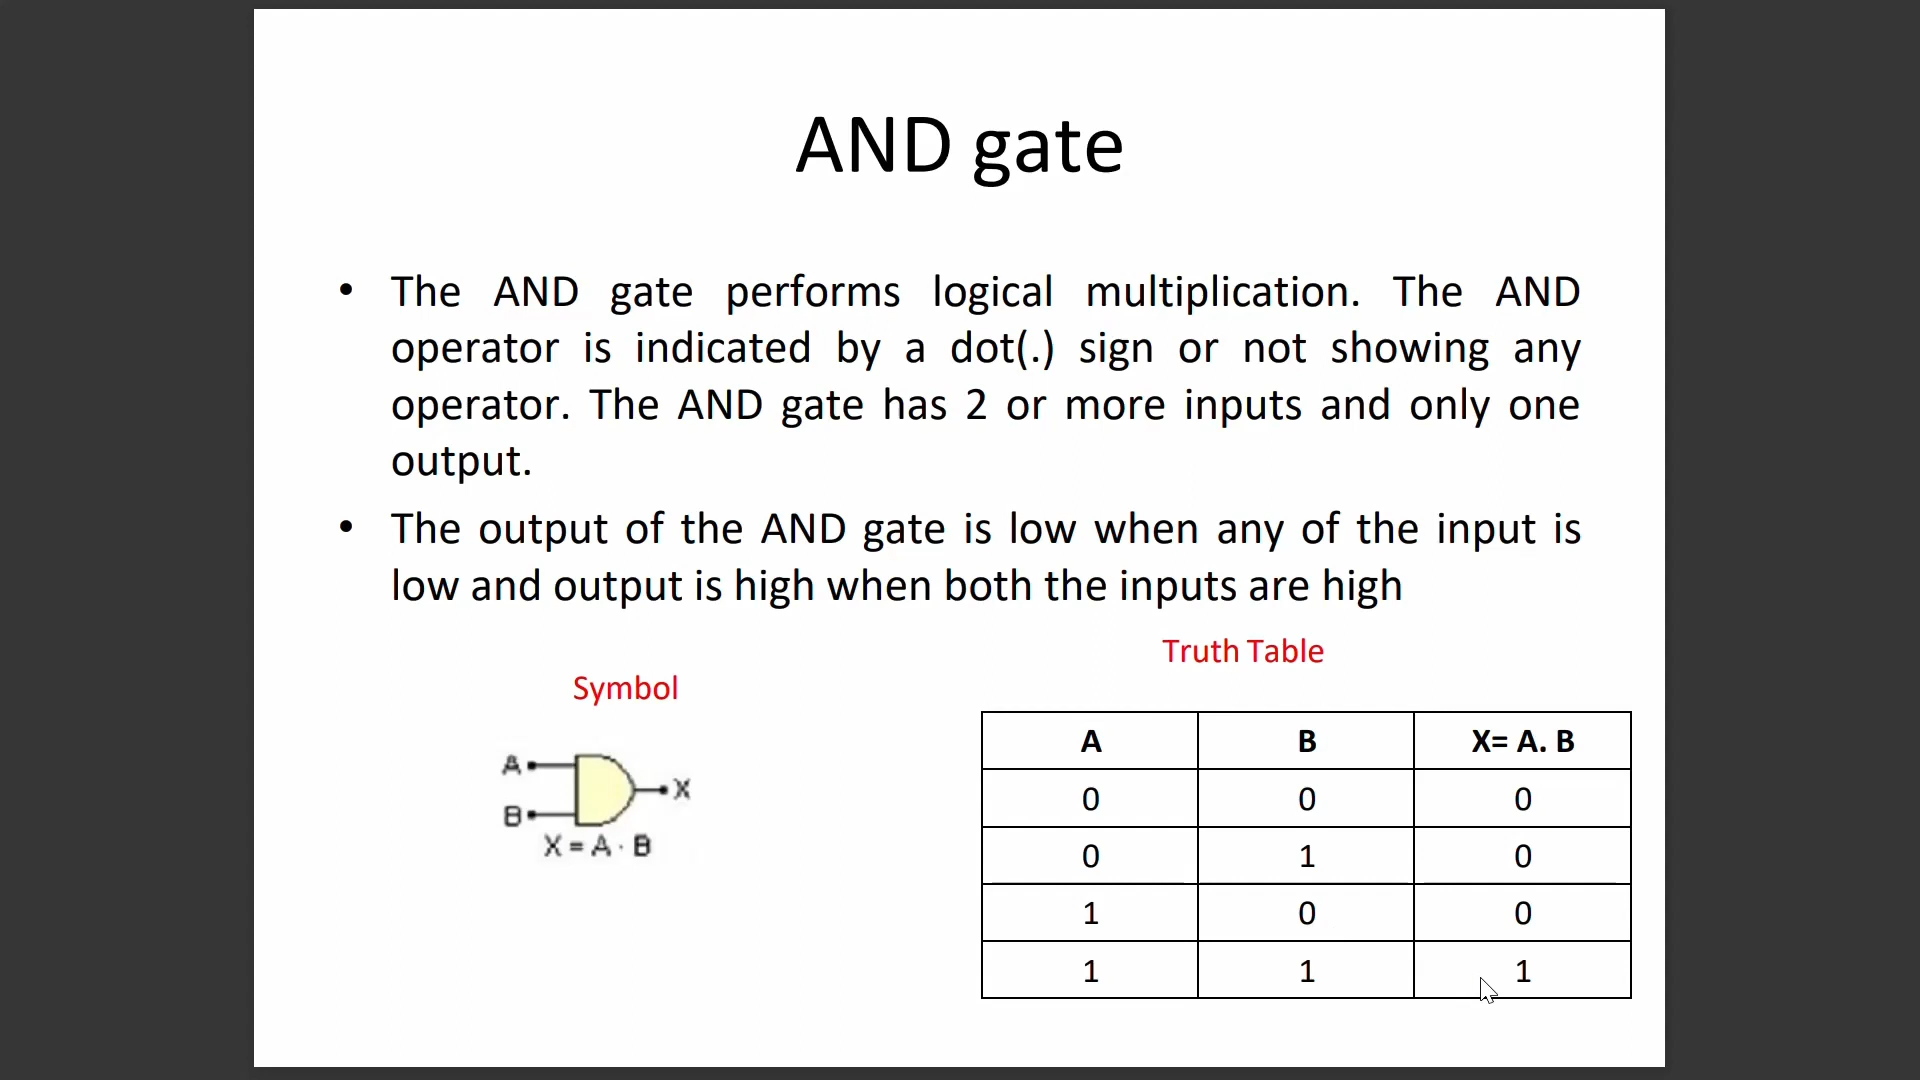 AND gate
• The AND gate performs logical multiplication. The AND
operator is indicated by a dot(.) sign or not showing any
operator. The AND gate has 2 or more inputs and only one
output.
• The output of the AND gate is low when any of the input is
low and output is high when both the inputs are high
Symbol
A
B
X
X = A · B
Truth Table
A B X= A. B
0 0 0
0 1 0
1 0 0
1 1 1